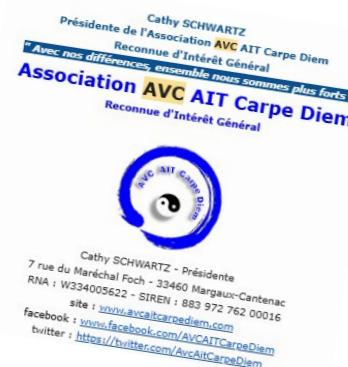 Cathy SCHWARTZ
Présidente de l'Association AVC AIT Carpe Diem
Reconnue d'Intérêt Général
" Avec nos différences, ensemble nous sommes plus forts
Association AVC AIT Carpe Diem
Reconnue d'Intérêt Général
AVC AIT Carpe Diem
Cathy SCHWARTZ - Présidente
7 rue du Maréchal Foch - 33460 Margaux-Cantenac
RNA : W334005622 - SIREN : 883 972 762 00016
site : www.avcaitcarpediem.com
facebook : www.facebook.com/AVCAITCarpeDiem
twitter : https://twitter.com/AvcAitCarpeDiem